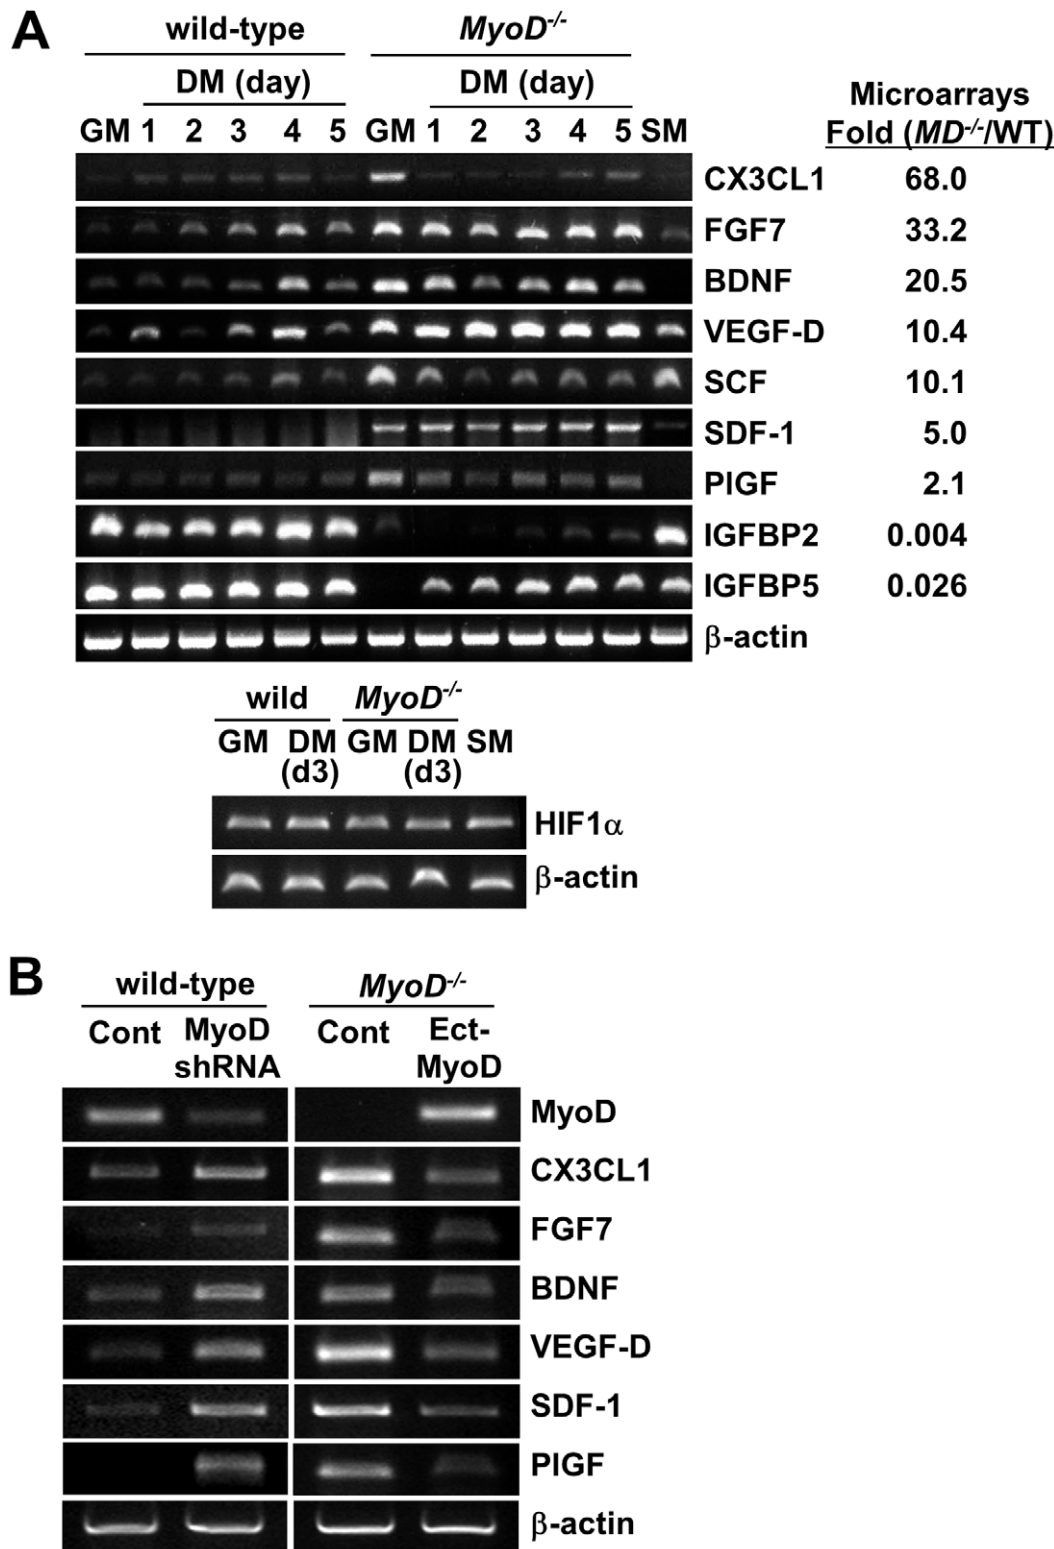 A
wild-type MyoD-/-
DM (day) DM (day)
Microarrays
GM 1 2 3 4 5 GM 1 2 3 4 5 SM Fold (MD-/-/WT)
CX3CL1 68.0
FGF7 33.2
BDNF 20.5
VEGF-D 10.4
SCF 10.1
SDF-1 5.0
PlGF 2.1
IGFBP2 0.004
IGFBP5 0.026
β-actin
wild MyoD-/-
GM DM GM DM SM
(d3) (d3)
HIF1α
β-actin
B
wild-type MyoD-/-
Cont MyoD Cont Ect-
shRNA MyoD
MyoD
CX3CL1
FGF7
BDNF
VEGF-D
SDF-1
PlGF
β-actin